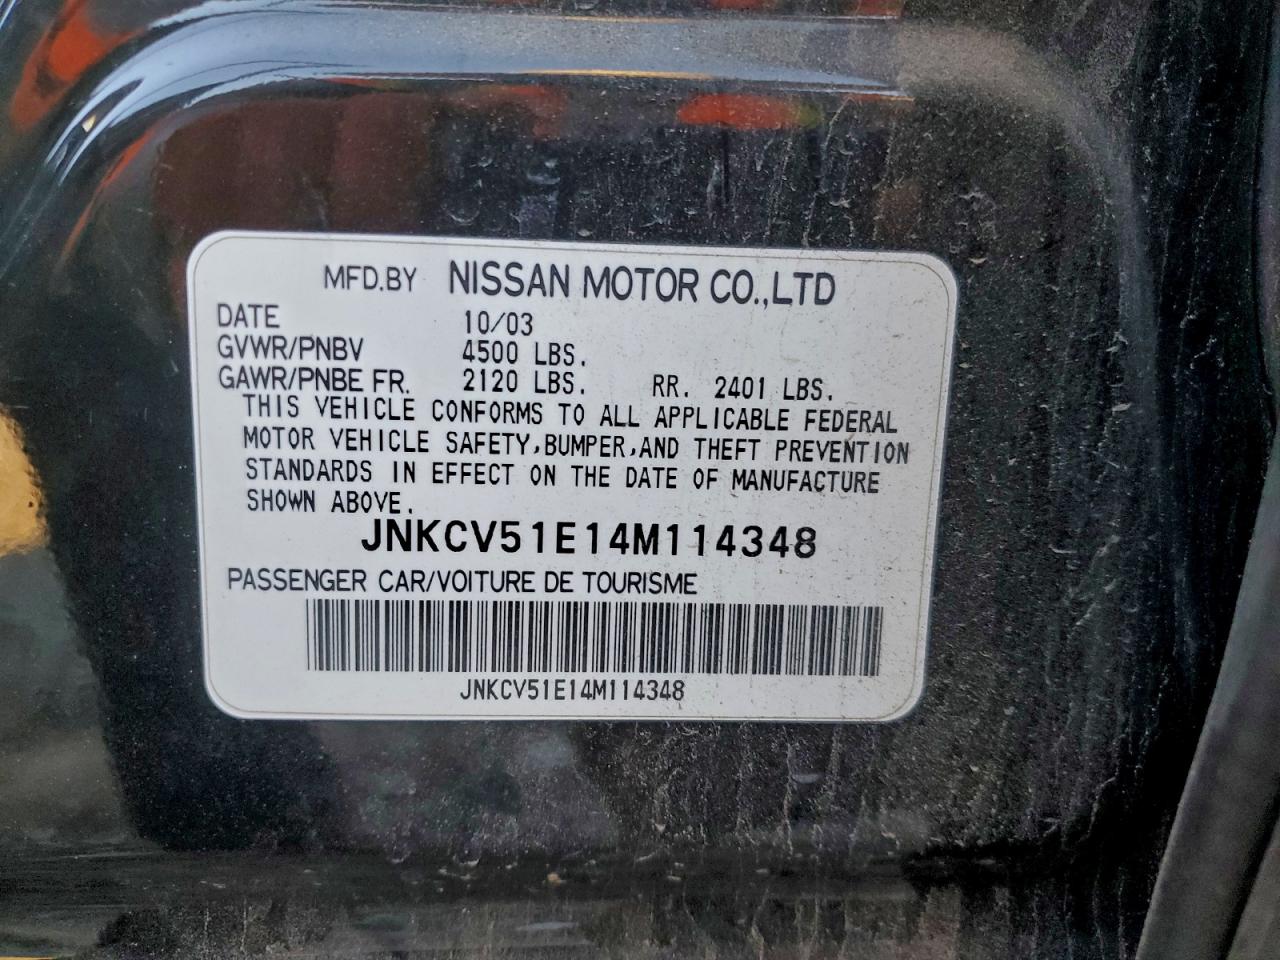 MFD.BY NISSAN MOTOR CO.,LTD
DATE 10/03
GVWR/PNBV 4500 LBS.
GAWR/PNBE FR. 2120 LBS. RR. 2401 LBS.
THIS VEHICLE CONFORMS TO ALL APPLICABLE FEDERAL
MOTOR VEHICLE SAFETY,BUMPER,AND THEFT PREVENTION
STANDARDS IN EFFECT ON THE DATE OF MANUFACTURE
SHOWN ABOVE.
JNKCV51E14M114348
PASSENGER CAR/VOITURE DE TOURISME
JNKCV51E14M114348